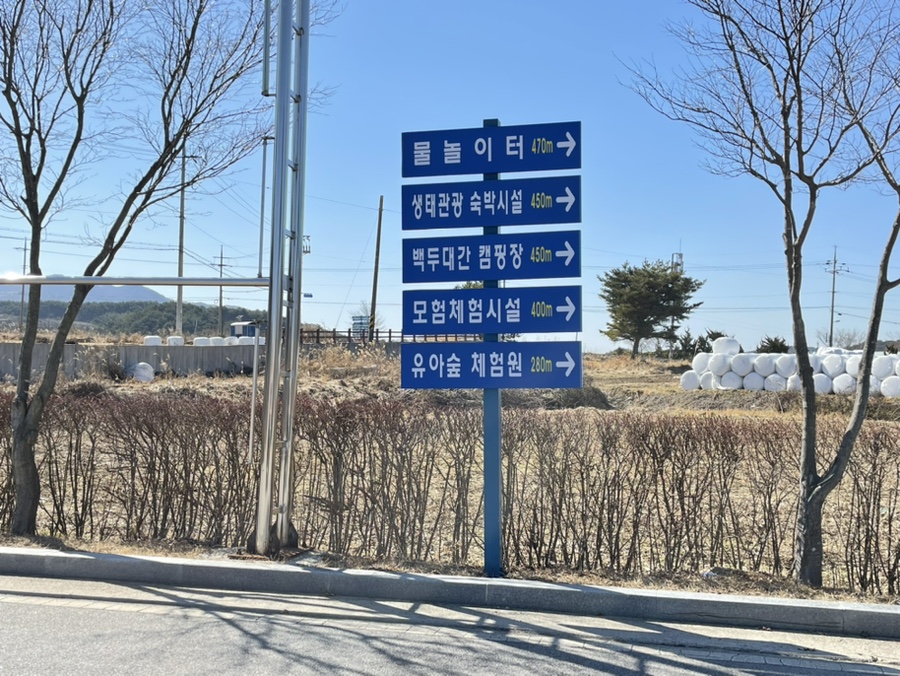 물놀이터 470m →
생태관광 숙박시설 450m →
백두대간 캠핑장 450m →
모험체험시설 400m →
유아숲 체험원 280m →